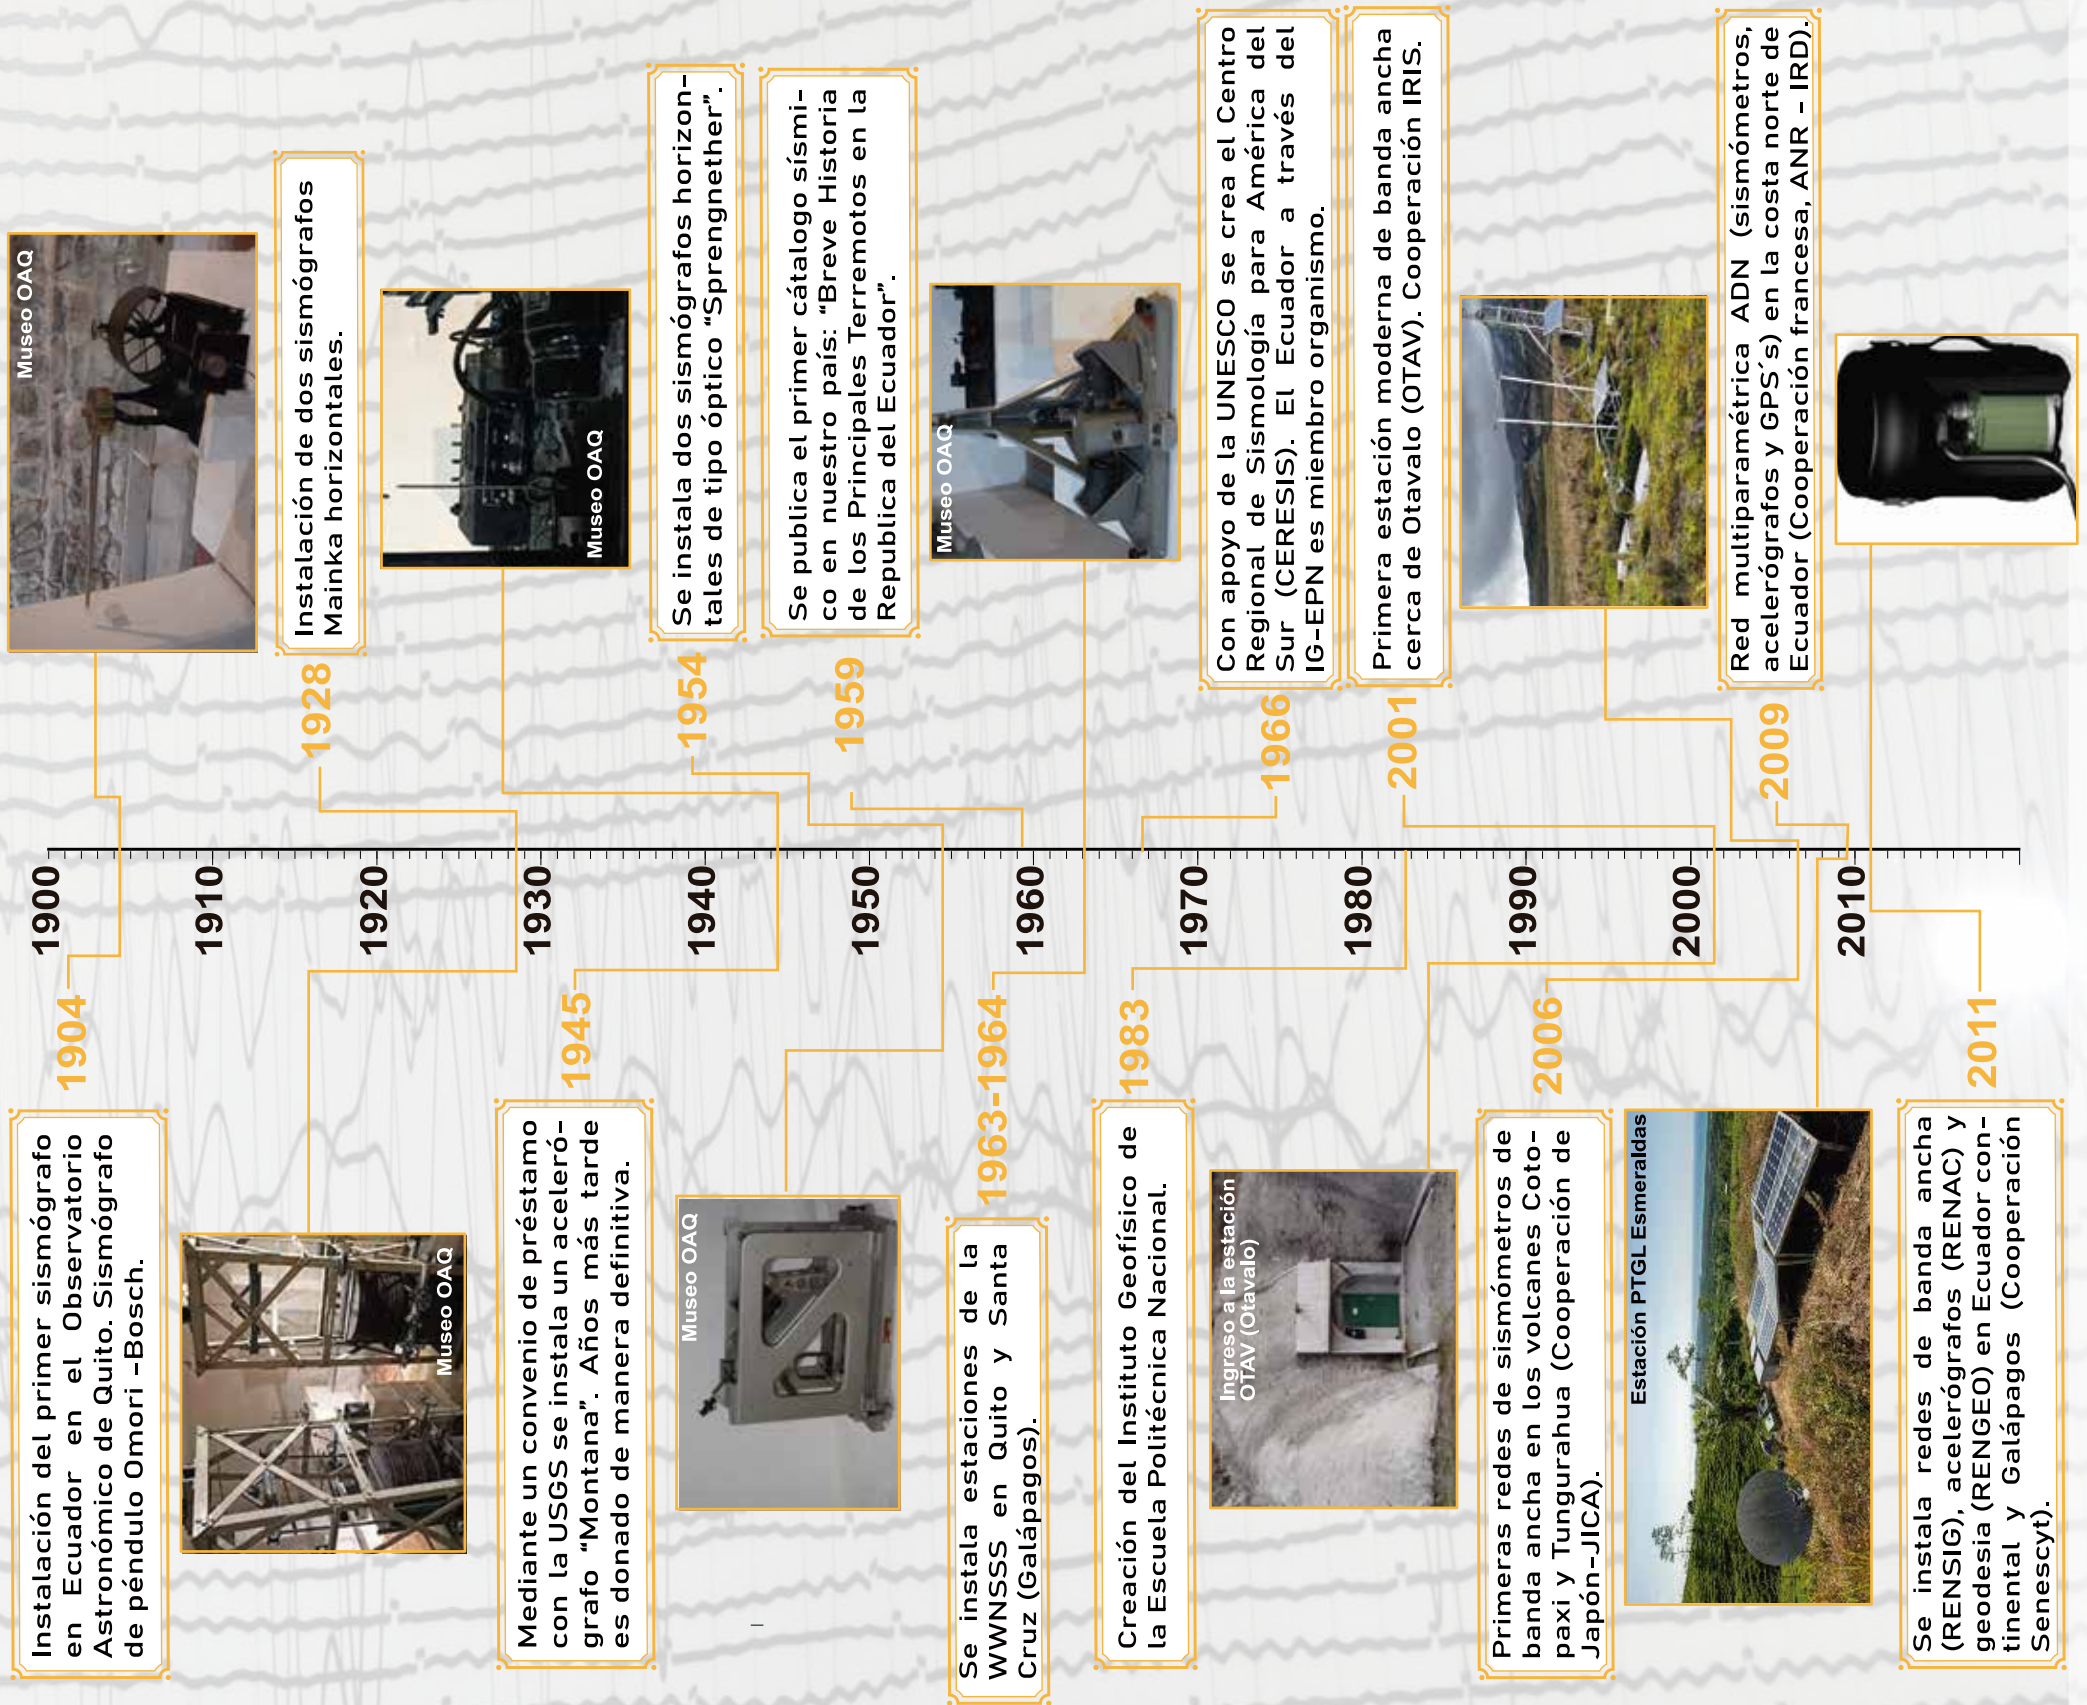 1904
Instalación del primer sismógrafo
en Ecuador en el Observatorio
Astronómico de Quito. Sismógrafo
de péndulo Omori -Bosch.
Museo OAQ
1928
Instalación de dos sismógrafos
Mainka horizontales.
Museo OAQ
1945
Mediante un convenio de préstamo
con la USGS se instala un aceleró-
grafo “Montana”. Años más tarde
es donado de manera definitiva.
Museo OAQ
1954
Se instala dos sismógrafos horizon-
tales de tipo óptico “Sprengnether”.
Museo OAQ
1959
Se publica el primer cátalogo sísmi-
co en nuestro país: “Breve Historia
de los Principales Terremotos en la
Republica del Ecuador”.
1963-1964
Se instala estaciones de la
WWNSSS en Quito y Santa
Cruz (Galápagos).
Museo OAQ
1966
Con apoyo de la UNESCO se crea el Centro
Regional de Sismología para América del
Sur (CERESIS). El Ecuador a través del
IG-EPN es miembro organismo.
1983
Creación del Instituto Geofísico de
la Escuela Politécnica Nacional.
2001
Primera estación moderna de banda ancha
cerca de Otavalo (OTAV). Cooperación IRIS.
Ingreso a la estación
OTAV (Otavalo)
2006
Primeras redes de sismómetros de
banda ancha en los volcanes Coto-
paxi y Tungurahua (Cooperación de
Japón-JICA).
2009
Red multiparamétrica ADN (sismómetros,
acelerógrafos y GPS´s) en la costa norte de
Ecuador (Cooperación francesa, ANR - IRD).
Estación PTGL Esmeraldas
2011
Se instala redes de banda ancha
(RENSIG), acelerógrafos (RENAC) y
geodesia (RENGEO) en Ecuador con-
tinental y Galápagos (Cooperación
Senescyt).
1900
1910
1920
1930
1940
1950
1960
1970
1980
1990
2000
2010